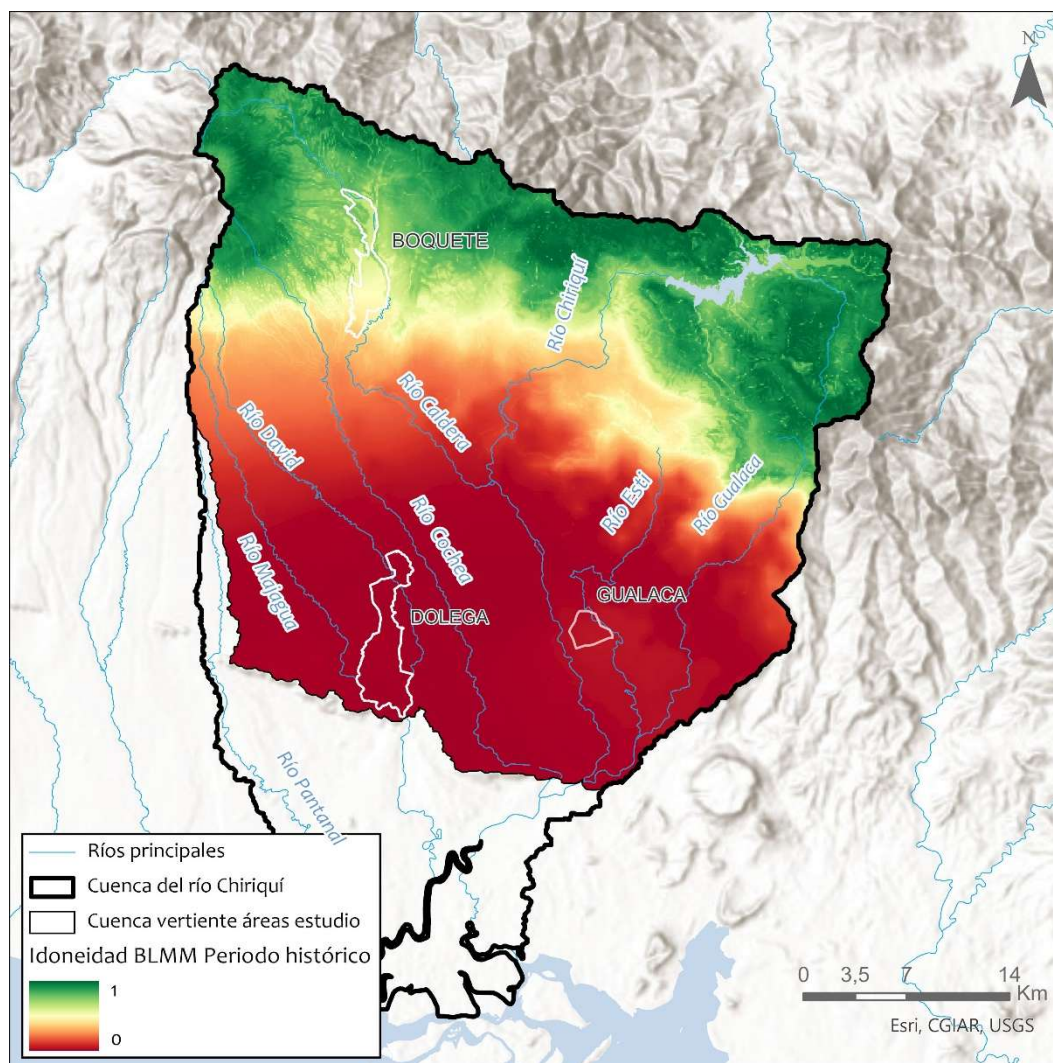 N
BOQUETE
Río Chiriquí
Río Caldera
Río David
Río Esti
Río Gualaca
Río Cochea
Río Majagua
GUALACA
DOLEGA
Río Pantanal
Ríos principales
Cuenca del río Chiriquí
Cuenca vertiente áreas estudio
Idoneidad BLMM Periodo histórico
1
0
0 3,5 7 14
Km
Esri, CGIAR, USGS